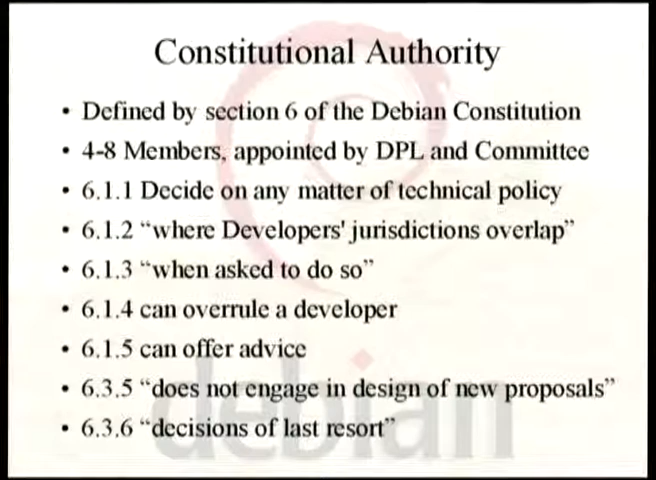 Constitutional Authority
• Defined by section 6 of the Debian Constitution
• 4-8 Members, appointed by DPL and Committee
• 6.1.1 Decide on any matter of technical policy
• 6.1.2 “where Developers' jurisdictions overlap”
• 6.1.3 “when asked to do so”
• 6.1.4 can overrule a developer
• 6.1.5 can offer advice
• 6.3.5 “does not engage in design of new proposals”
• 6.3.6 “decisions of last resort”
debian